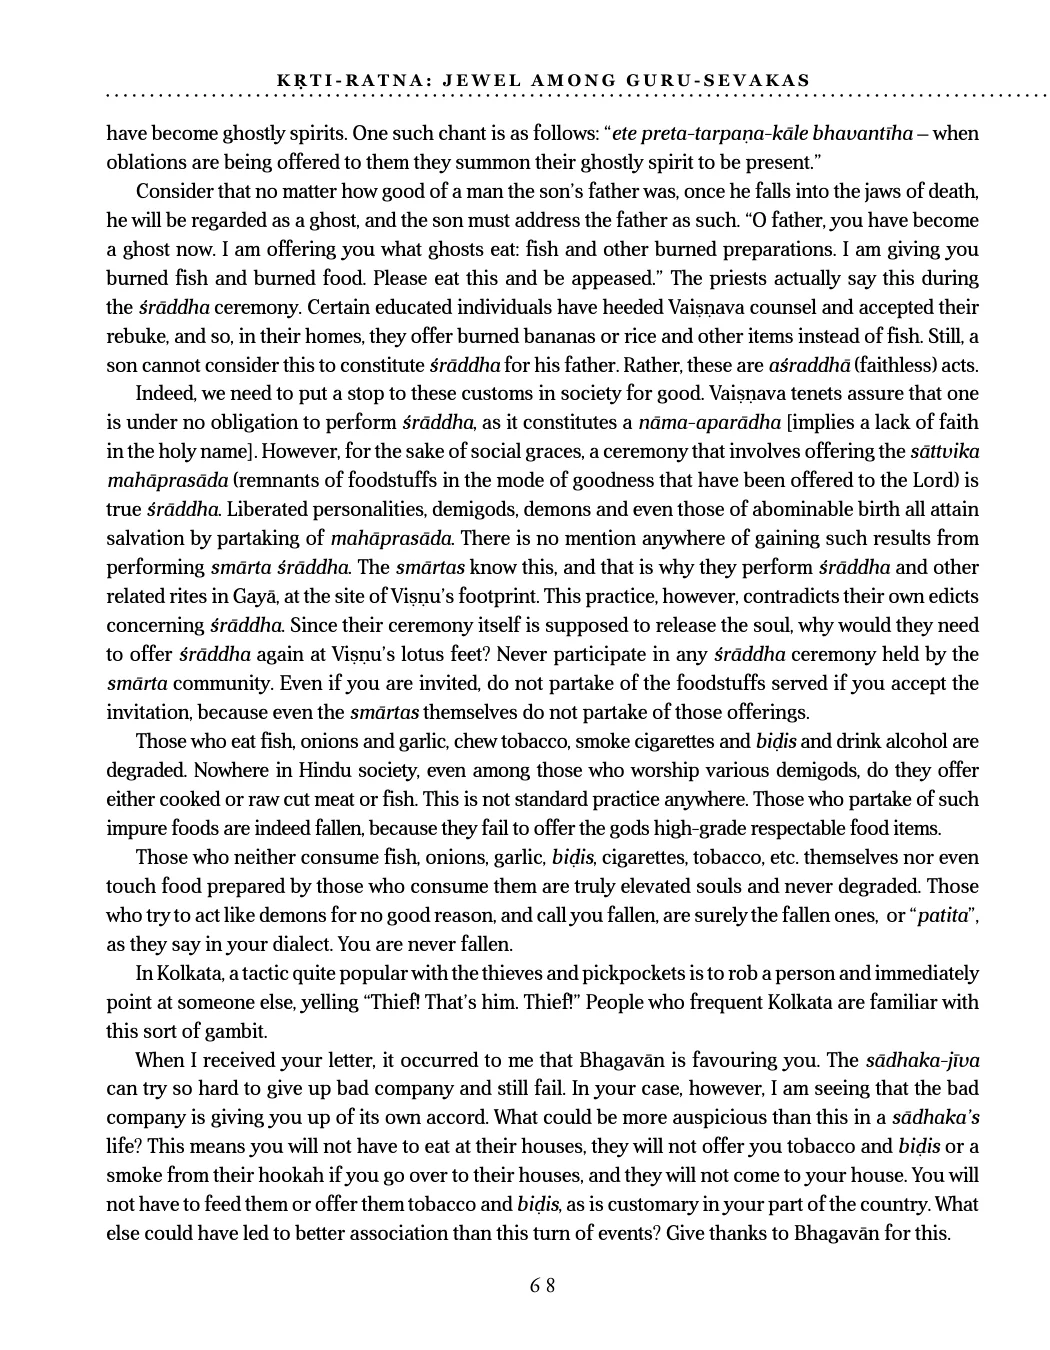 KṚTI-RATNA: JEWEL AMONG GURU-SEVAKAS
have become ghostly spirits. One such chant is as follows: “ete preta-tarpaṇa-kāle bhavantīha – when
oblations are being offered to them they summon their ghostly spirit to be present.”
Consider that no matter how good of a man the son’s father was, once he falls into the jaws of death,
he will be regarded as a ghost, and the son must address the father as such. “O father, you have become
a ghost now. I am offering you what ghosts eat: fish and other burned preparations. I am giving you
burned fish and burned food. Please eat this and be appeased.” The priests actually say this during
the śrāddha ceremony. Certain educated individuals have heeded Vaiṣṇava counsel and accepted their
rebuke, and so, in their homes, they offer burned bananas or rice and other items instead of fish. Still, a
son cannot consider this to constitute śrāddha for his father. Rather, these are aśraddhā (faithless) acts.
Indeed, we need to put a stop to these customs in society for good. Vaiṣṇava tenets assure that one
is under no obligation to perform śrāddha, as it constitutes a nāma-aparādha [implies a lack of faith
in the holy name]. However, for the sake of social graces, a ceremony that involves offering the sāttvika
mahāprasāda (remnants of foodstuffs in the mode of goodness that have been offered to the Lord) is
true śrāddha. Liberated personalities, demigods, demons and even those of abominable birth all attain
salvation by partaking of mahāprasāda. There is no mention anywhere of gaining such results from
performing smārta śrāddha. The smārtas know this, and that is why they perform śrāddha and other
related rites in Gayā, at the site of Viṣṇu’s footprint. This practice, however, contradicts their own edicts
concerning śrāddha. Since their ceremony itself is supposed to release the soul, why would they need
to offer śrāddha again at Viṣṇu’s lotus feet? Never participate in any śrāddha ceremony held by the
smārta community. Even if you are invited, do not partake of the foodstuffs served if you accept the
invitation, because even the smārtas themselves do not partake of those offerings.
Those who eat fish, onions and garlic, chew tobacco, smoke cigarettes and biḍis and drink alcohol are
degraded. Nowhere in Hindu society, even among those who worship various demigods, do they offer
either cooked or raw cut meat or fish. This is not standard practice anywhere. Those who partake of such
impure foods are indeed fallen, because they fail to offer the gods high-grade respectable food items.
Those who neither consume fish, onions, garlic, biḍis, cigarettes, tobacco, etc. themselves nor even
touch food prepared by those who consume them are truly elevated souls and never degraded. Those
who try to act like demons for no good reason, and call you fallen, are surely the fallen ones, or “patita”,
as they say in your dialect. You are never fallen.
In Kolkata, a tactic quite popular with the thieves and pickpockets is to rob a person and immediately
point at someone else, yelling “Thief! That’s him. Thief!” People who frequent Kolkata are familiar with
this sort of gambit.
When I received your letter, it occurred to me that Bhagavān is favouring you. The sādhaka-jīva
can try so hard to give up bad company and still fail. In your case, however, I am seeing that the bad
company is giving you up of its own accord. What could be more auspicious than this in a sādhaka’s
life? This means you will not have to eat at their houses, they will not offer you tobacco and biḍis or a
smoke from their hookah if you go over to their houses, and they will not come to your house. You will
not have to feed them or offer them tobacco and biḍis, as is customary in your part of the country. What
else could have led to better association than this turn of events? Give thanks to Bhagavān for this.
68